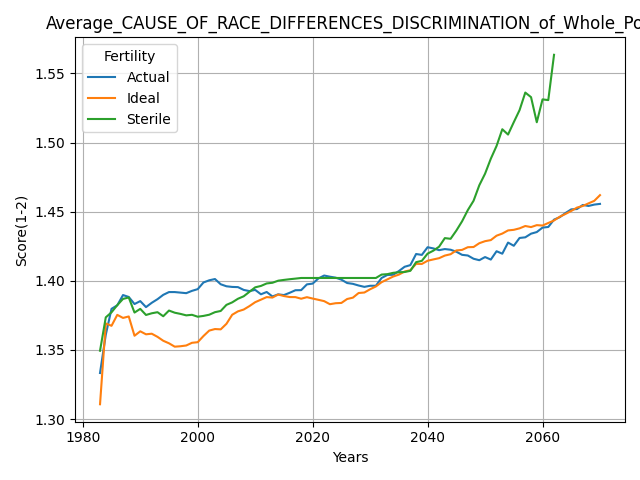 Average_CAUSE_OF_RACE_DIFFERENCES_DISCRIMINATION_of_Whole_Po
Fertility
Actual
Ideal
Sterile
1.55
1.50
1.45
1.40
1.35
1.30
Score(1-2)
1980
2000
2020
2040
2060
Years